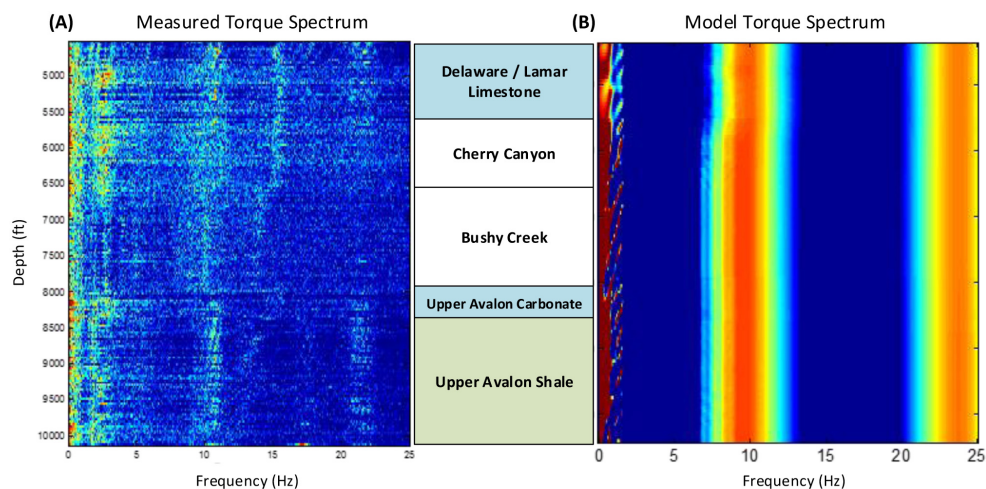 (A) Measured Torque Spectrum
(B) Model Torque Spectrum
Depth (ft)
5000
5500
6000
6500
7000
7500
8000
8500
9000
9500
10000
0 5 10 15 20 25
Frequency (Hz)
Delaware / Lamar
Limestone
Cherry Canyon
Bushy Creek
Upper Avalon Carbonate
Upper Avalon Shale
0 5 10 15 20 25
Frequency (Hz)